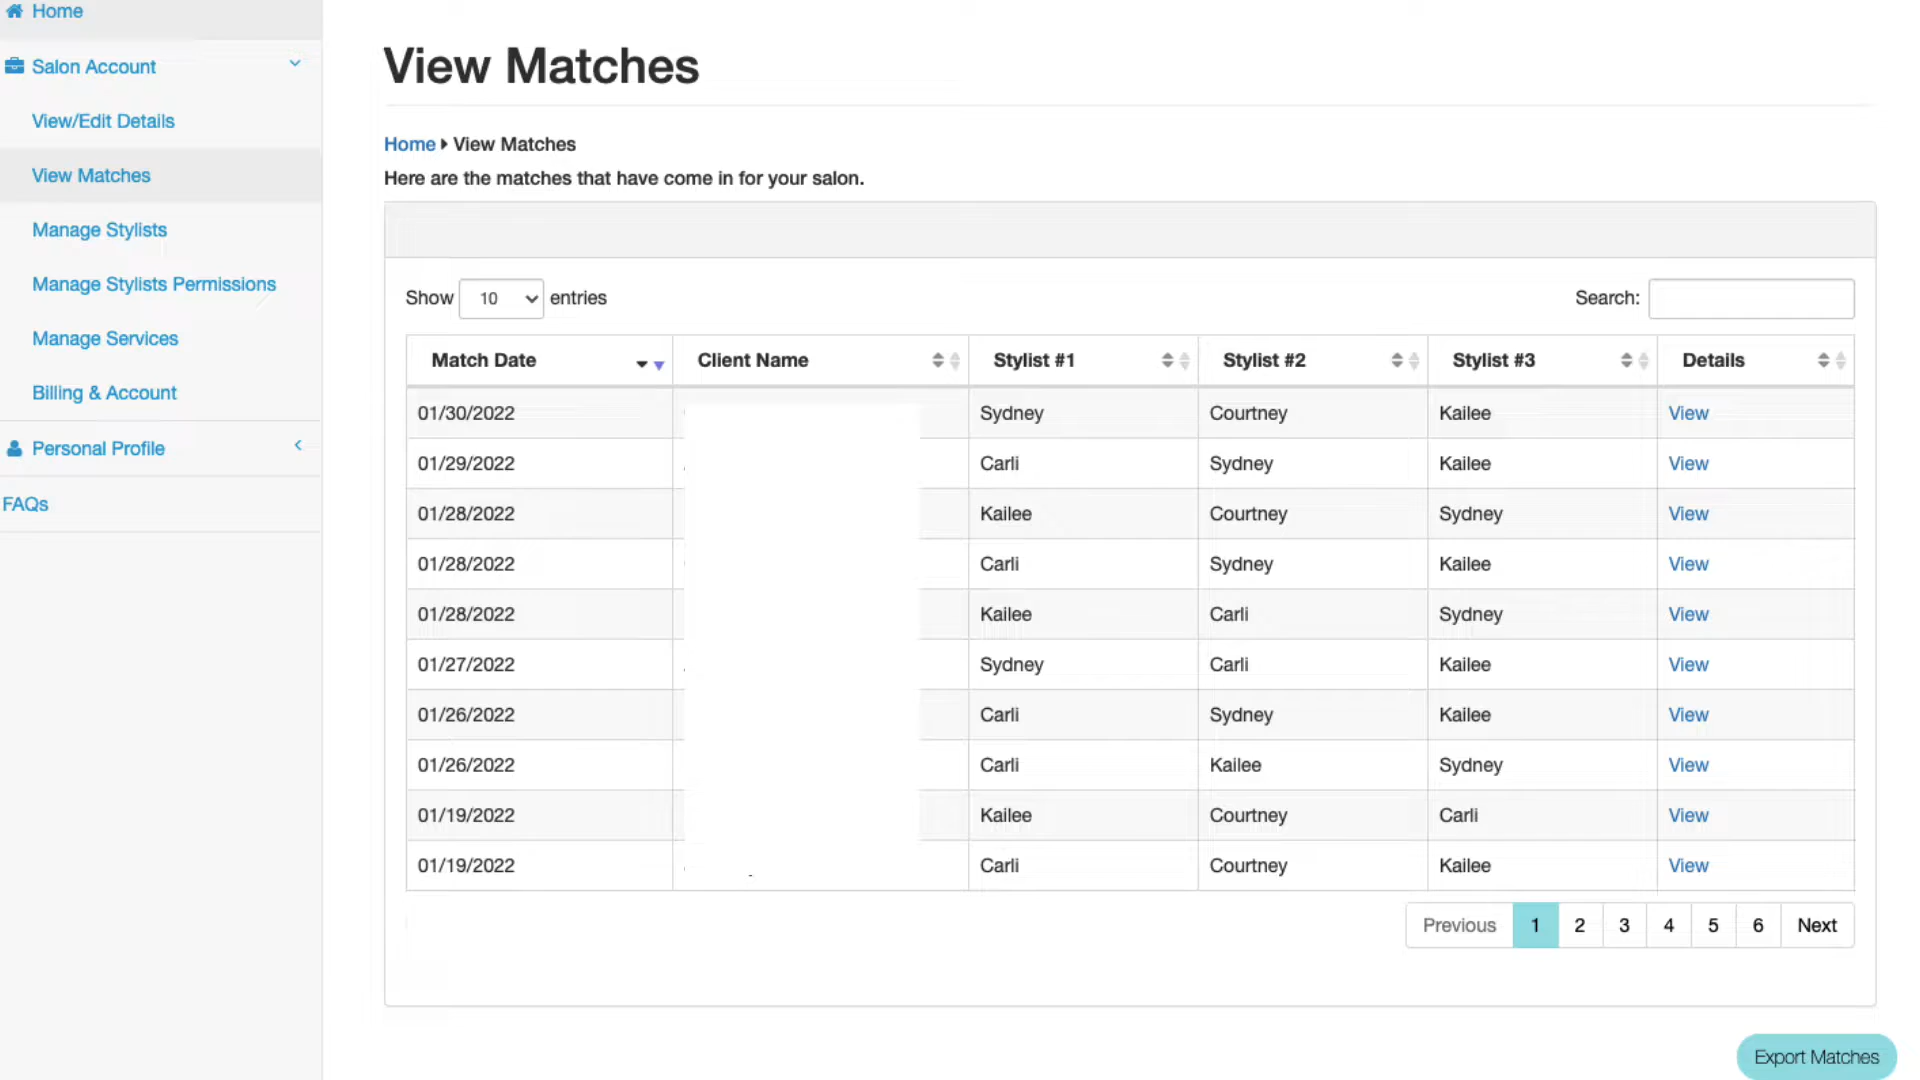 Home
Salon Account
View/Edit Details
View Matches
Manage Stylists
Manage Stylists Permissions
Manage Services
Billing & Account
Personal Profile
FAQs
View Matches
Home View Matches
Here are the matches that have come in for your salon.
Show 10 entries Search:
Match Date Client Name Stylist #1 Stylist #2 Stylist #3 Details
01/30/2022 Sydney Courtney Kailee View
01/29/2022 Carli Sydney Kailee View
01/28/2022 Kailee Courtney Sydney View
01/28/2022 Carli Sydney Kailee View
01/28/2022 Kailee Carli Sydney View
01/27/2022 Sydney Carli Kailee View
01/26/2022 Carli Sydney Kailee View
01/26/2022 Carli Kailee Sydney View
01/19/2022 Kailee Courtney Carli View
01/19/2022 Carli Courtney Kailee View
Previous 1 2 3 4 5 6 Next
Export Matches